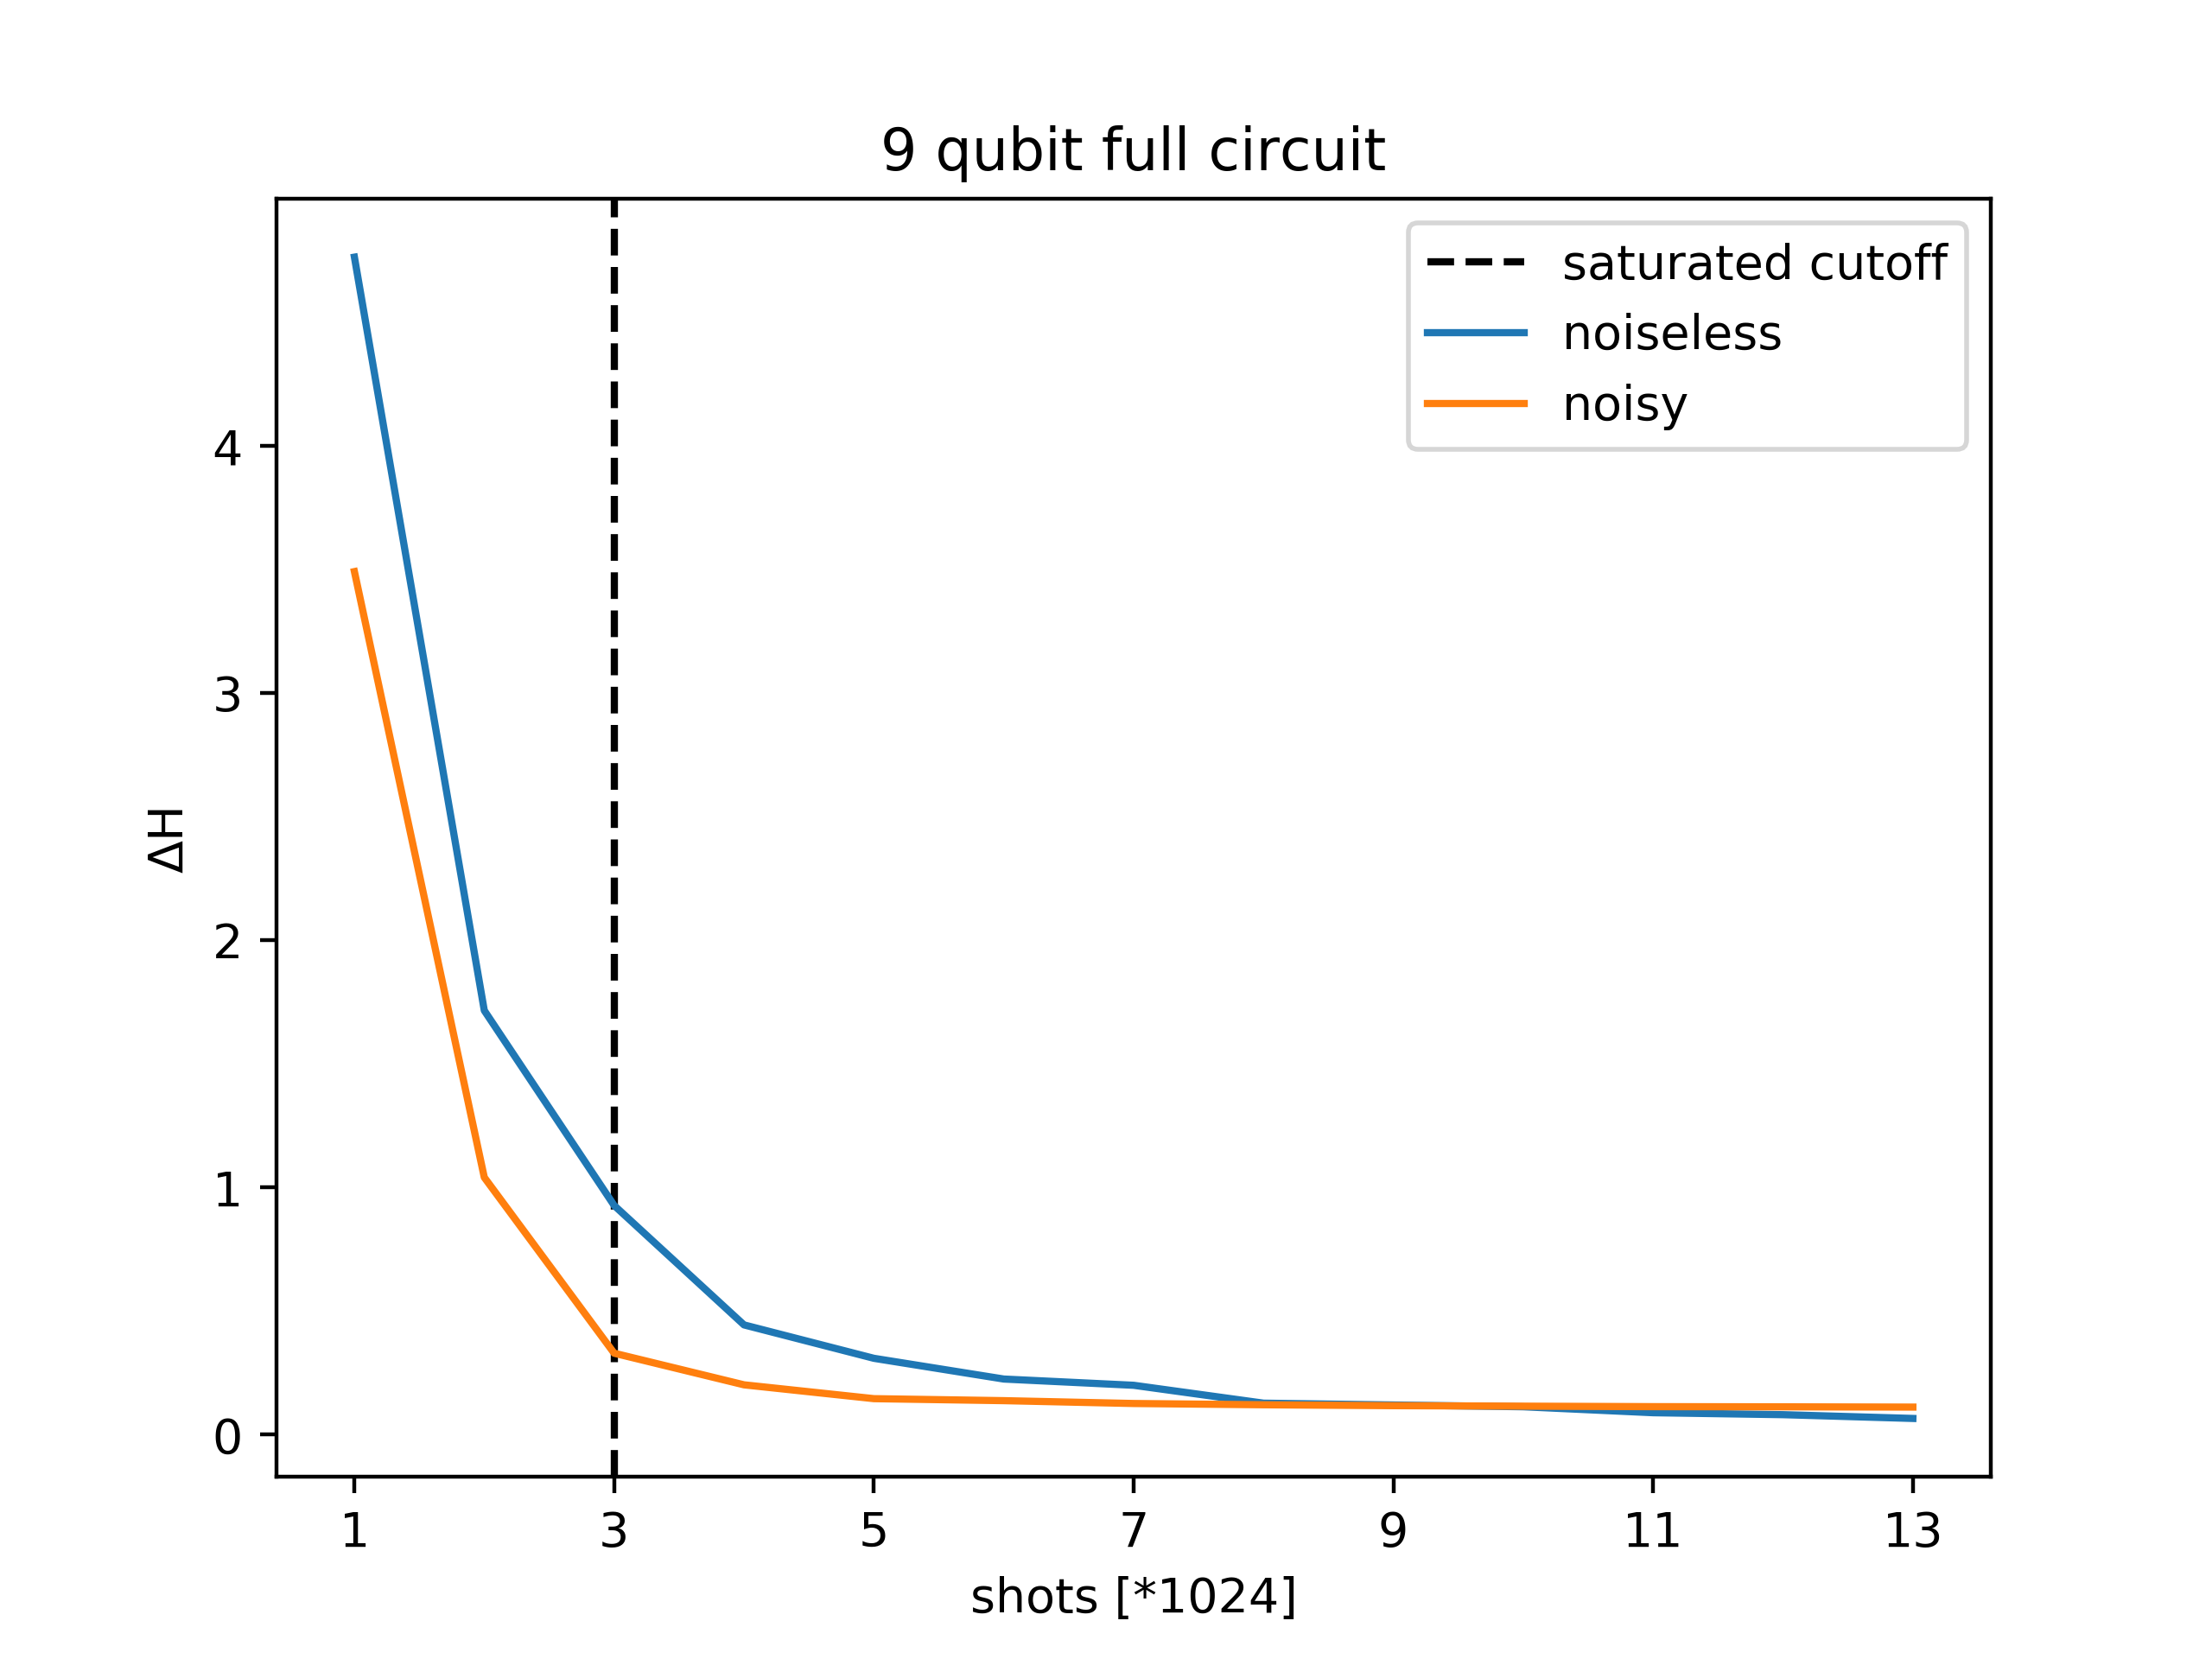 9 qubit full circuit
saturated cutoff
noiseless
noisy
ΔH
4
3
2
1
0
1 3 5 7 9 11 13
shots [*1024]